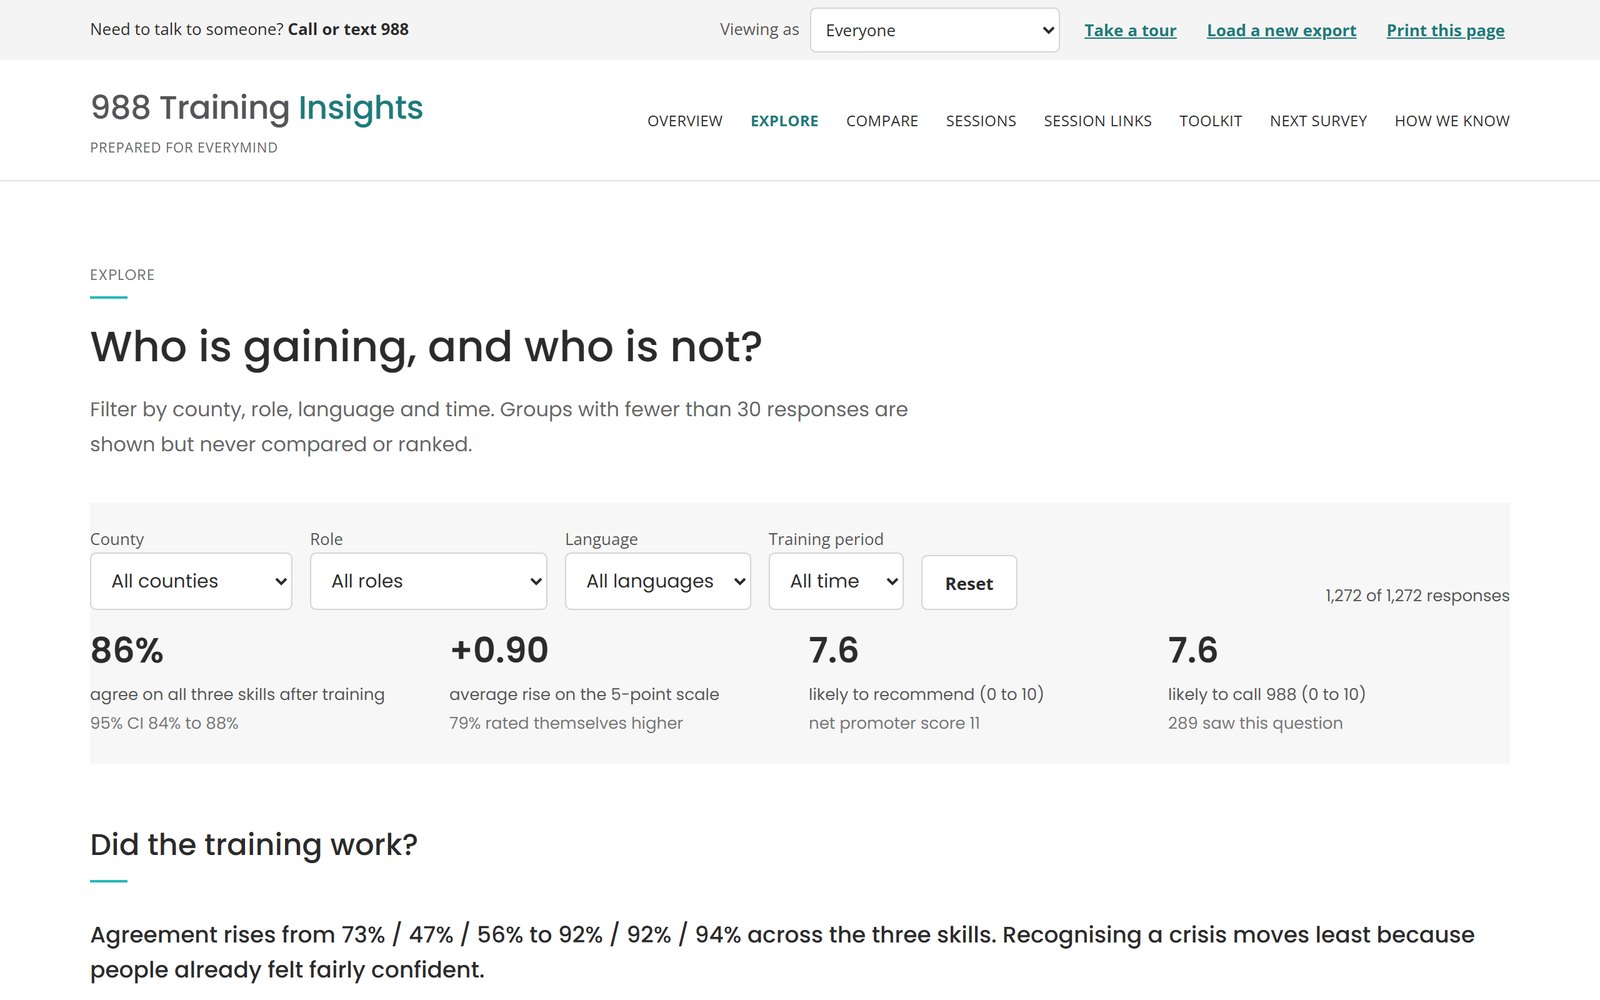 Need to talk to someone? Call or text 988
Viewing as
Everyone
Take a tour
Load a new export
Print this page
988 Training Insights
PREPARED FOR EVERYMIND
OVERVIEW
EXPLORE
COMPARE
SESSIONS
SESSION LINKS
TOOLKIT
NEXT SURVEY
HOW WE KNOW
EXPLORE
Who is gaining, and who is not?
Filter by county, role, language and time. Groups with fewer than 30 responses are
shown but never compared or ranked.
County
Role
Language
Training period
All counties
All roles
All languages
All time
Reset
1,272 of 1,272 responses
86%
agree on all three skills after training
95% CI 84% to 88%
+0.90
average rise on the 5-point scale
79% rated themselves higher
7.6
likely to recommend (0 to 10)
net promoter score 11
7.6
likely to call 988 (0 to 10)
289 saw this question
Did the training work?
Agreement rises from 73% / 47% / 56% to 92% / 92% / 94% across the three skills. Recognising a crisis moves least because
people already felt fairly confident.